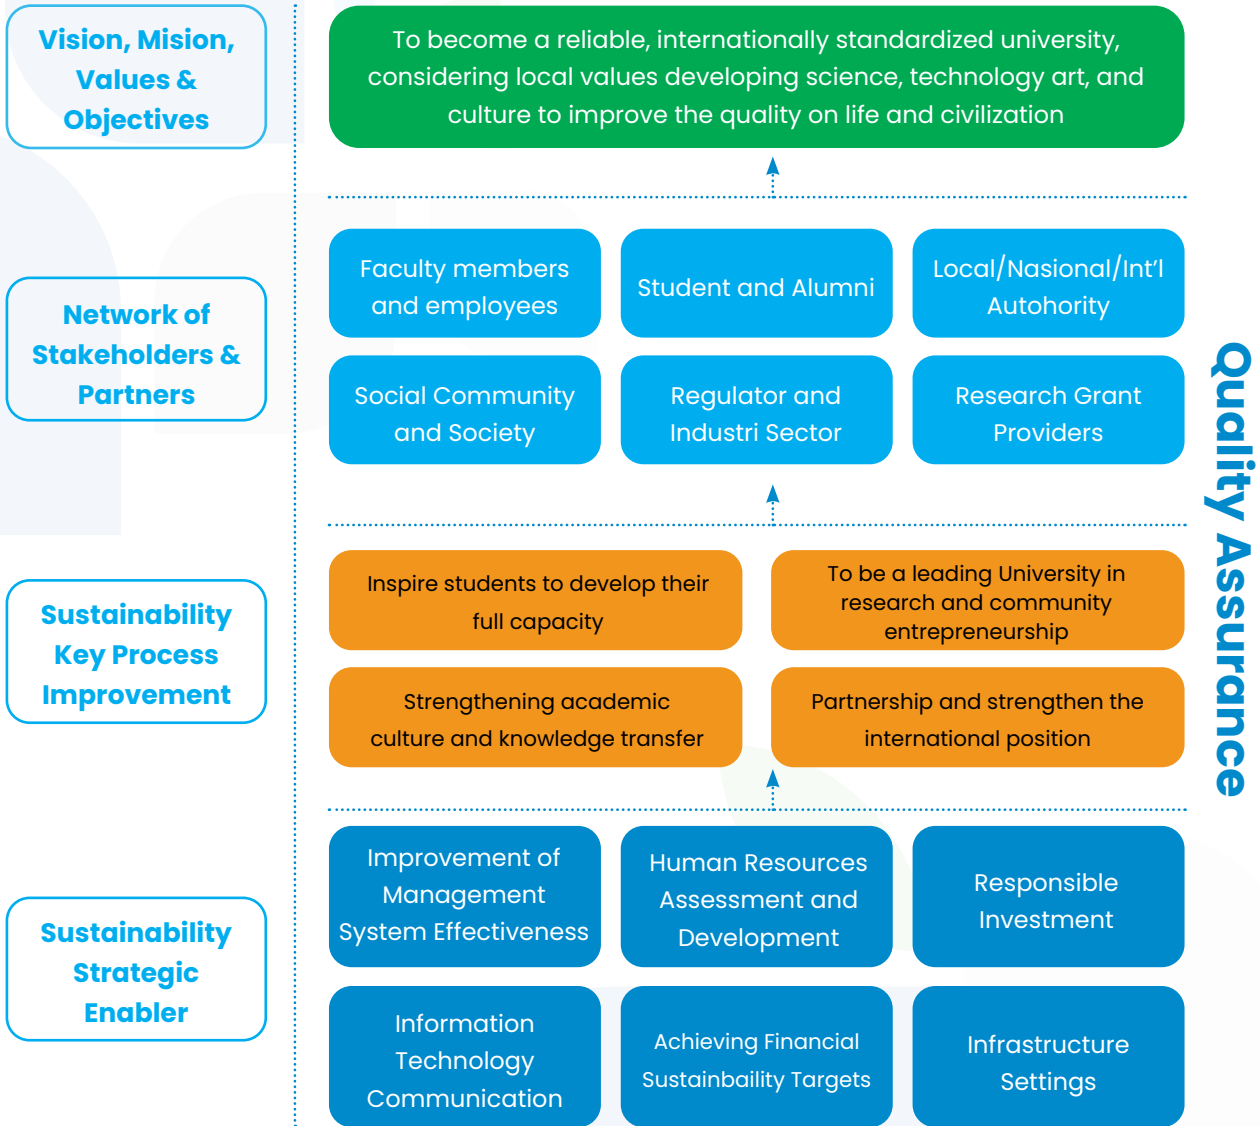 Vision, Mision,
Values &
Objectives
To become a reliable, internationally standardized university,
considering local values developing science, technology art, and
culture to improve the quality on life and civilization
Network of
Stakeholders &
Partners
Faculty members
and employees
Student and Alumni
Local/Nasional/Int'l
Autohority
Social Community
and Society
Regulator and
Industri Sector
Research Grant
Providers
Sustainability
Key Process
Improvement
Inspire students to develop their
full capacity
To be a leading University in
research and community
entrepreneurship
Strengthening academic
culture and knowledge transfer
Partnership and strengthen the
international position
Sustainability
Strategic
Enabler
Improvement of
Management
System Effectiveness
Human Resources
Assessment and
Development
Responsible
Investment
Information
Technology
Communication
Achieving Financial
Sustainbaility Targets
Infrastructure
Settings
Quality Assurance